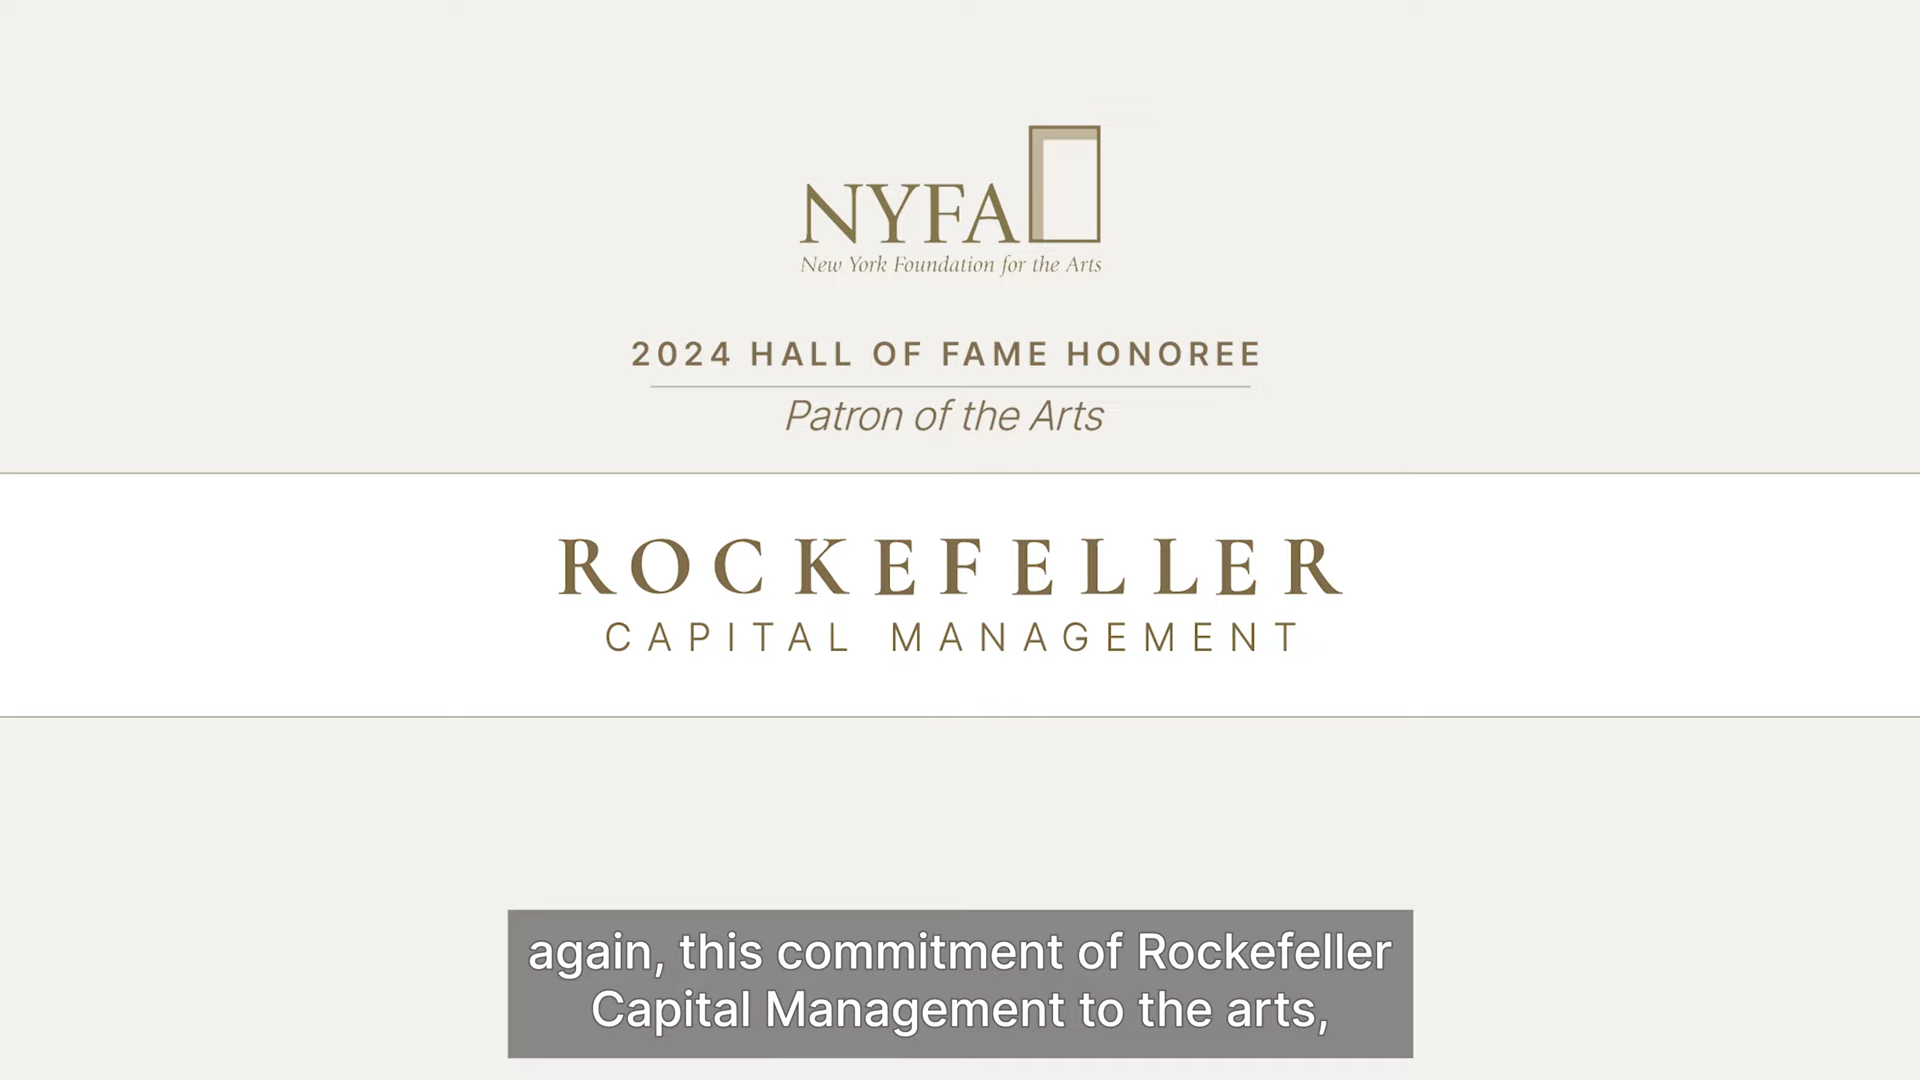 NYFA
New York Foundation for the Arts
2024 HALL OF FAME HONOREE
Patron of the Arts
ROCKEFELLER
CAPITAL MANAGEMENT
again, this commitment of Rockefeller
Capital Management to the arts,